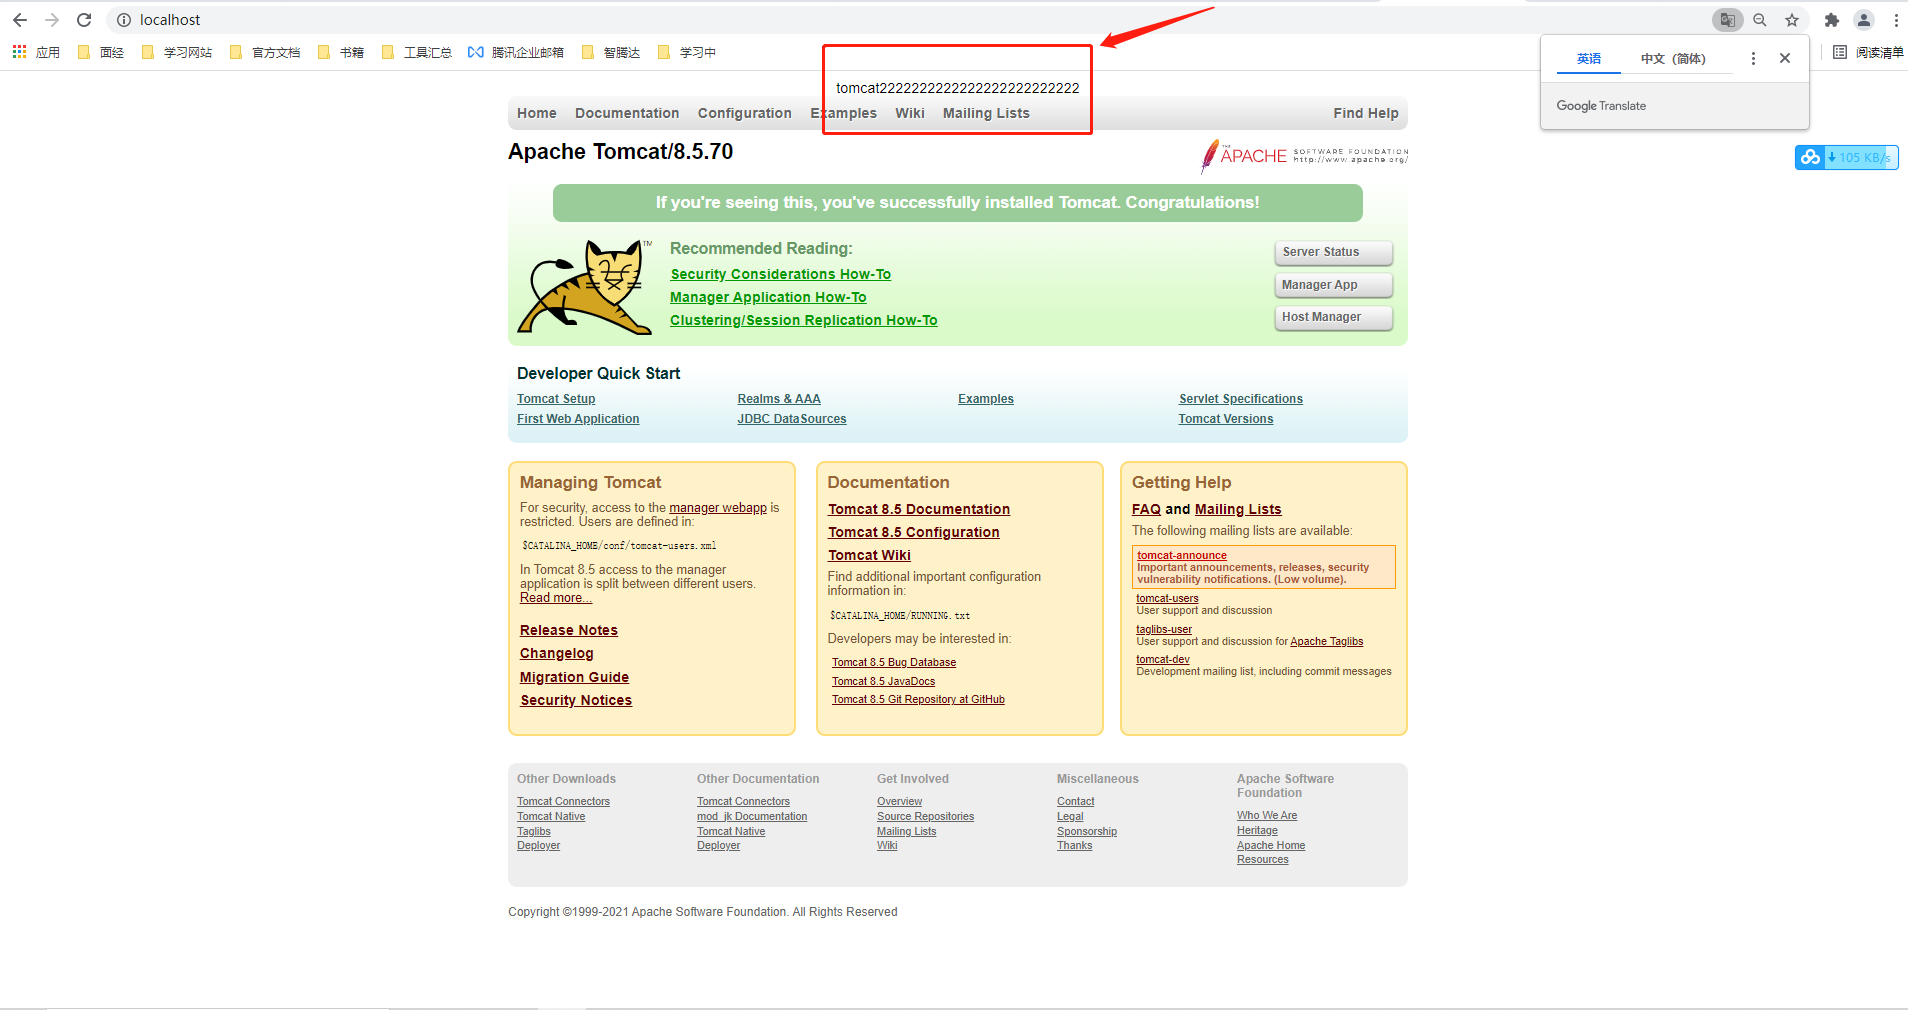 localhost
应用 面经 学习网站 官方文档 书籍 工具汇总 腾讯企业邮箱 智腾达 学习中 阅读清单
英语 中文（简体）
Google Translate
105 KB/s
tomcat2222222222222222222222222
Home Documentation Configuration Examples Wiki Mailing Lists Find Help
Apache Tomcat/8.5.70
THE APACHE SOFTWARE FOUNDATION
http://www.apache.org/
If you're seeing this, you've successfully installed Tomcat. Congratulations!
TM
Recommended Reading:
Security Considerations How-To
Manager Application How-To
Clustering/Session Replication How-To
Server Status
Manager App
Host Manager
Developer Quick Start
Tomcat Setup
First Web Application
Realms & AAA
JDBC DataSources
Examples
Servlet Specifications
Tomcat Versions
Managing Tomcat
For security, access to the manager webapp is
restricted. Users are defined in:
$CATALINA_HOME/conf/tomcat-users.xml
In Tomcat 8.5 access to the manager
application is split between different users.
Read more...
Release Notes
Changelog
Migration Guide
Security Notices
Documentation
Tomcat 8.5 Documentation
Tomcat 8.5 Configuration
Tomcat Wiki
Find additional important configuration
information in:
$CATALINA_HOME/RUNNING.txt
Developers may be interested in:
Tomcat 8.5 Bug Database
Tomcat 8.5 JavaDocs
Tomcat 8.5 Git Repository at GitHub
Getting Help
FAQ and Mailing Lists
The following mailing lists are available:
tomcat-announce
Important announcements, releases, security
vulnerability notifications. (Low volume).
tomcat-users
User support and discussion
taglibs-user
User support and discussion for Apache Taglibs
tomcat-dev
Development mailing list, including commit messages
Other Downloads
Tomcat Connectors
Tomcat Native
Taglibs
Deployer
Other Documentation
Tomcat Connectors
mod_jk Documentation
Tomcat Native
Deployer
Get Involved
Overview
Source Repositories
Mailing Lists
Wiki
Miscellaneous
Contact
Legal
Sponsorship
Thanks
Apache Software
Foundation
Who We Are
Heritage
Apache Home
Resources
Copyright ©1999-2021 Apache Software Foundation. All Rights Reserved